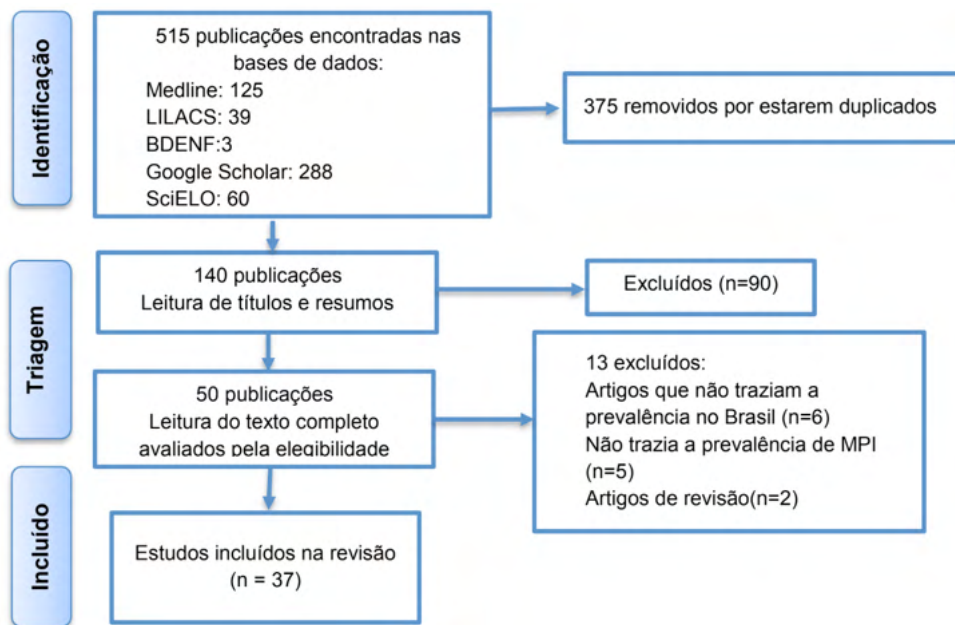 Identificação
515 publicações encontradas nas
bases de dados:
Medline: 125
LILACS: 39
BDENF:3
Google Scholar: 288
SciELO: 60
375 removidos por estarem duplicados
Triagem
140 publicações
Leitura de títulos e resumos
Excluídos (n=90)
50 publicações
Leitura do texto completo
avaliados pela elegibilidade
13 excluídos:
Artigos que não traziam a
prevalência no Brasil (n=6)
Não trazia a prevalência de MPI
(n=5)
Artigos de revisão(n=2)
Incluído
Estudos incluídos na revisão
(n = 37)